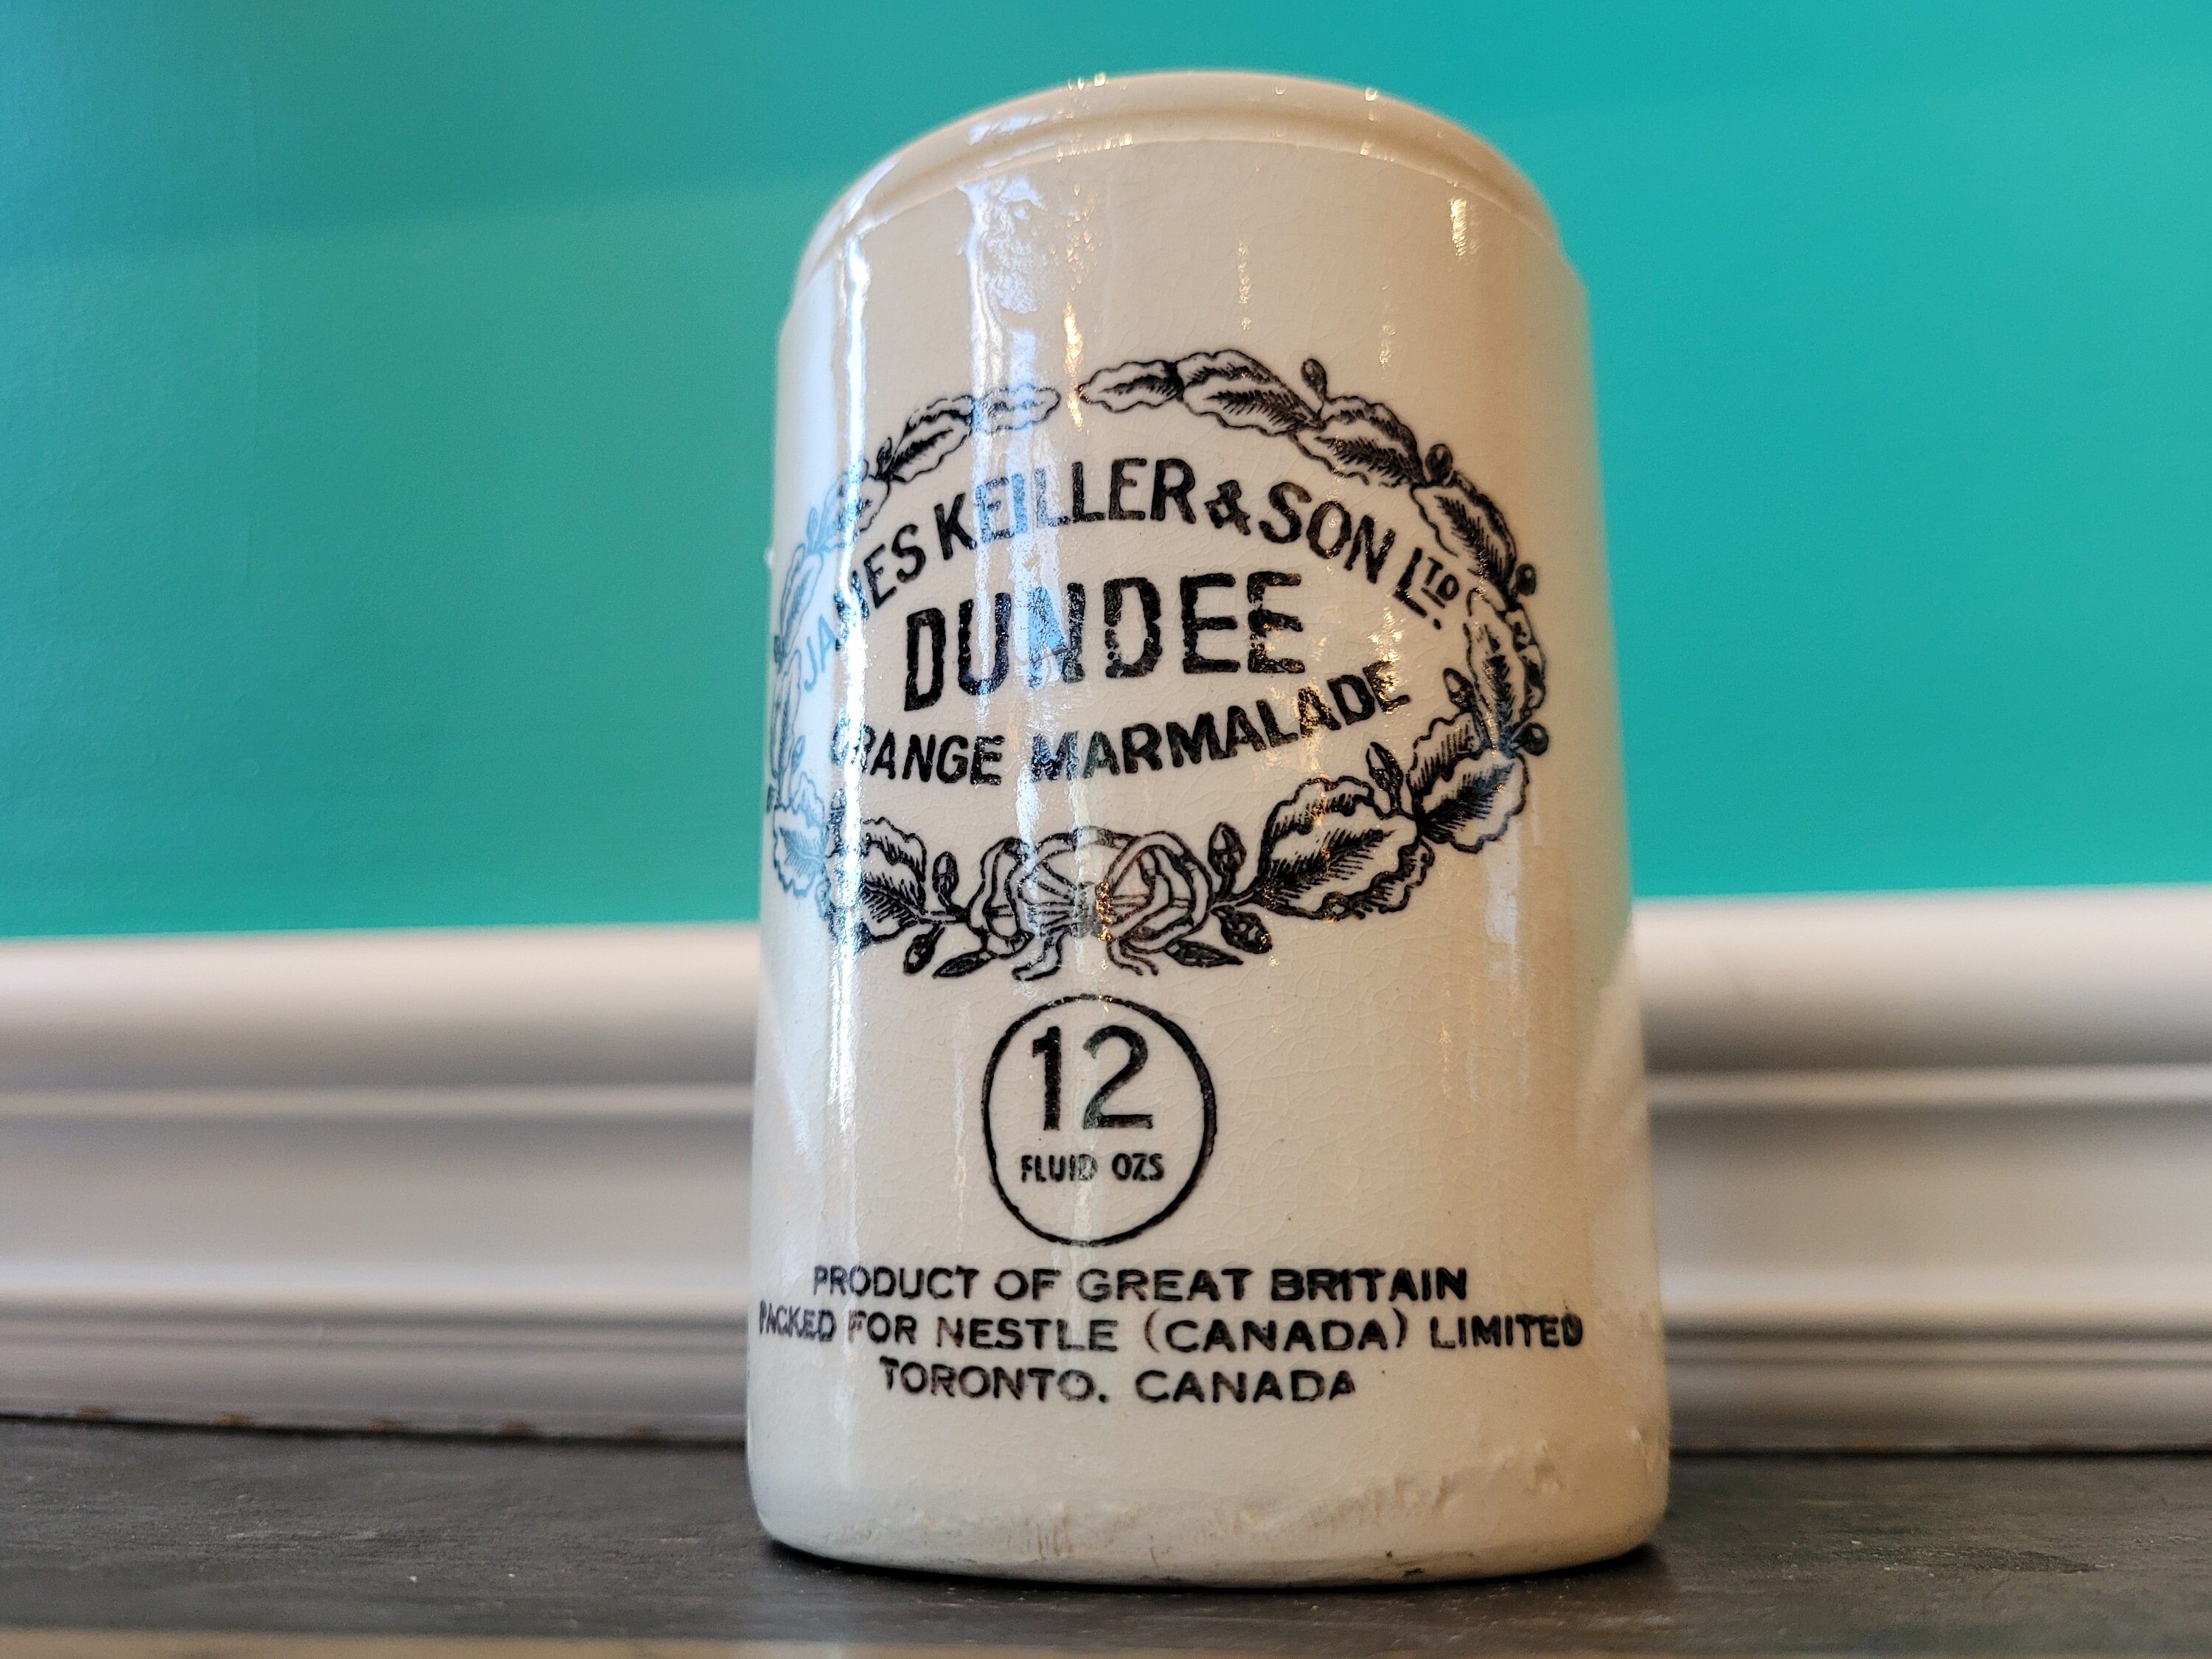 JAMES KEILLER & SON LTD.
DUNDEE
ORANGE MARMALADE
12
FLUID OZS
PRODUCT OF GREAT BRITAIN
PACKED FOR NESTLE (CANADA) LIMITED
TORONTO. CANADA